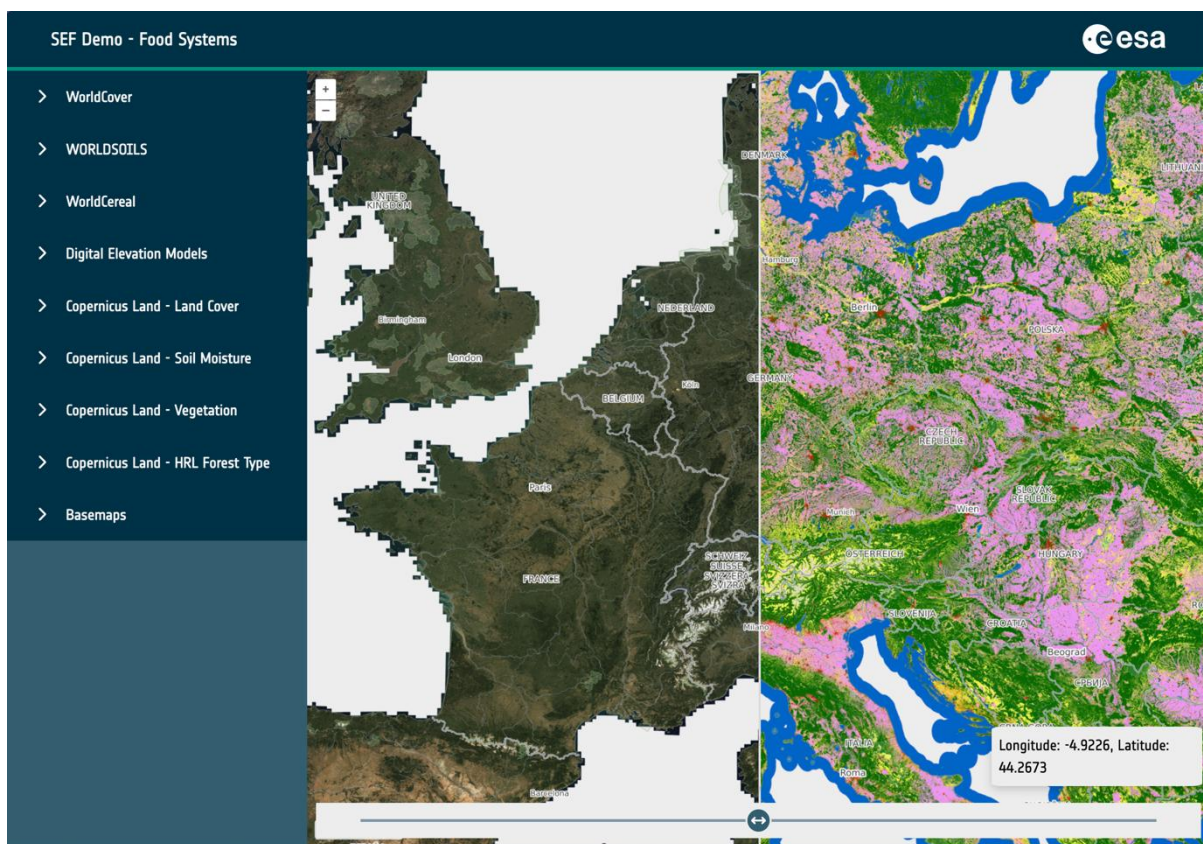 SEF Demo - Food Systems
esa
WorldCover
WORLDSOILS
WorldCereal
Digital Elevation Models
Copernicus Land - Land Cover
Copernicus Land - Soil Moisture
Copernicus Land - Vegetation
Copernicus Land - HRL Forest Type
Basemaps
+
−
UNITED
KINGDOM
Birmingham
London
NEDERLAND
BELGIUM
Köln
Paris
FRANCE
SCHWEIZ,
SUISSE,
SVIZZERA,
SVIZRA
Milano
Barcelona
DENMARK
LITHUANI
Hamburg
Berlin
POLSKA
GERMANY
CZECH
REPUBLIC
SLOVAK
REPUBLIC
Munich
Wien
ÖSTERREICH
HUNGARY
SLOVENIJA
CROATIA
Beograd
СРБИЈА
ITALIA
Roma
Longitude: -4.9226, Latitude:
44.2673